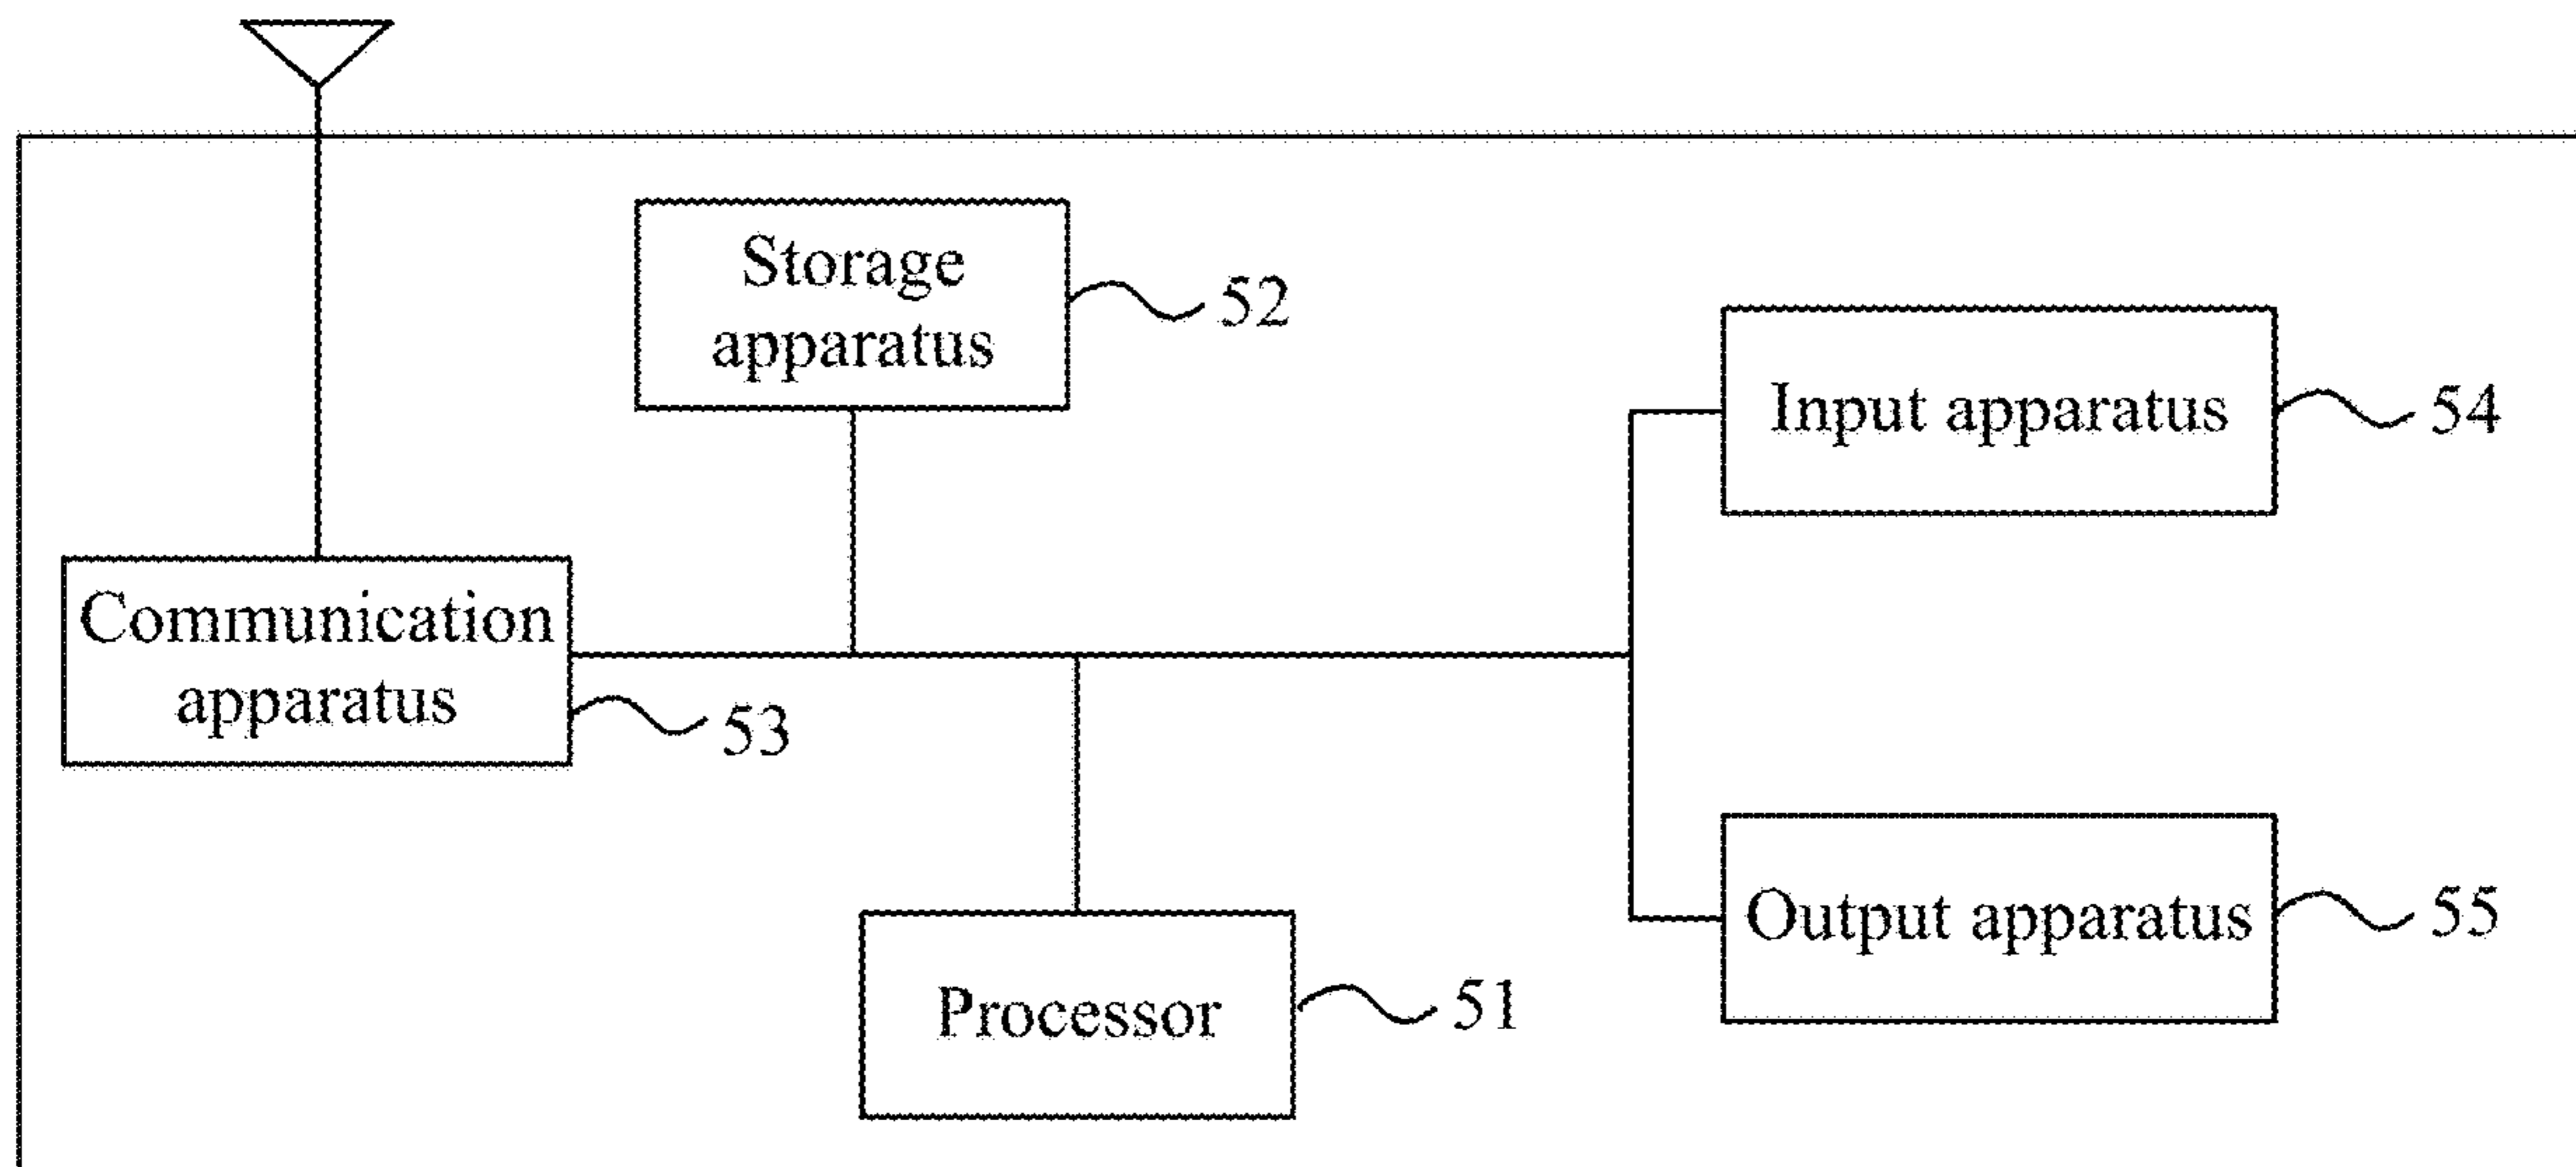 Storage
apparatus
52
Input apparatus
54
Communication
apparatus
53
Output apparatus
55
Processor
51